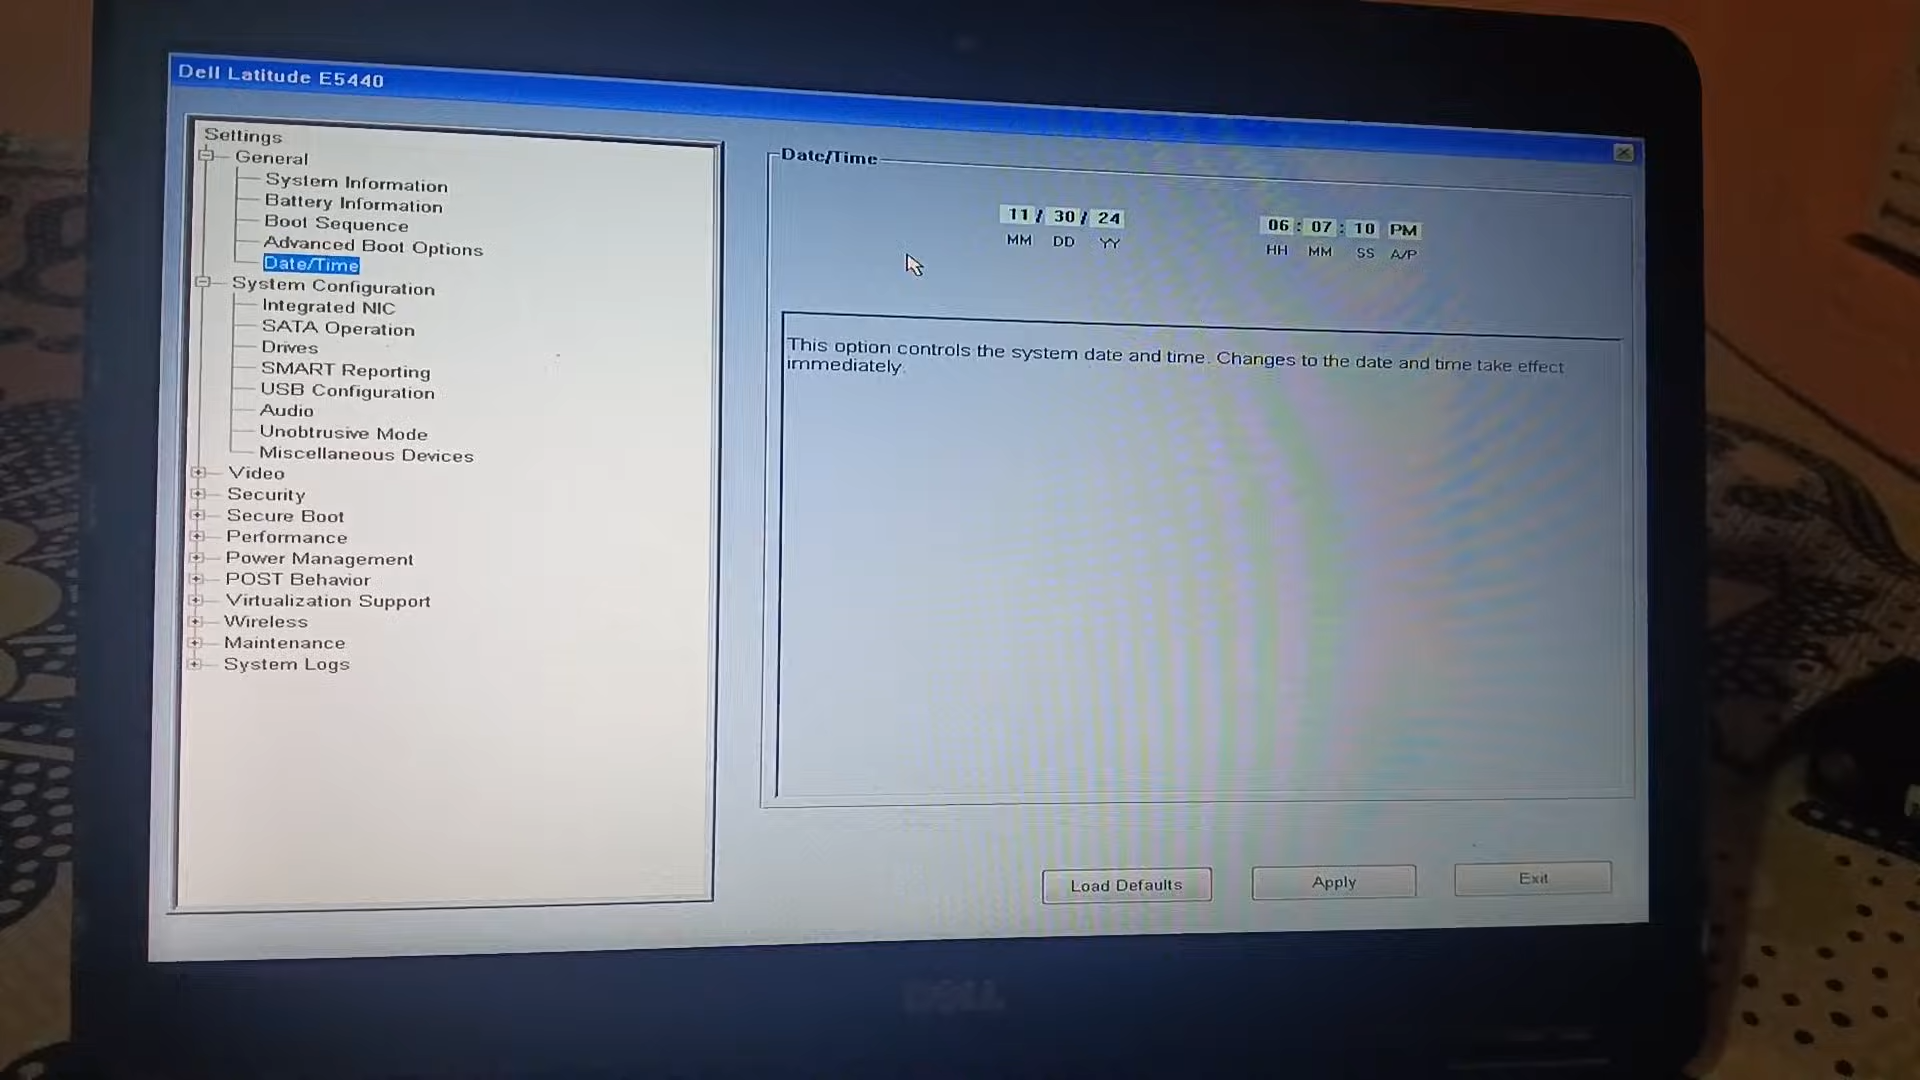 Dell Latitude E5440
Settings
General
System Information
Battery Information
Boot Sequence
Advanced Boot Options
Date/Time
System Configuration
Integrated NIC
SATA Operation
Drives
SMART Reporting
USB Configuration
Audio
Unobtrusive Mode
Miscellaneous Devices
Video
Security
Secure Boot
Performance
Power Management
POST Behavior
Virtualization Support
Wireless
Maintenance
System Logs
Date/Time
11 / 30 / 24 06 : 07 : 10 PM
MM DD YY HH MM SS A/P
This option controls the system date and time. Changes to the date and time take effect
immediately.
Load Defaults Apply Exit
DELL